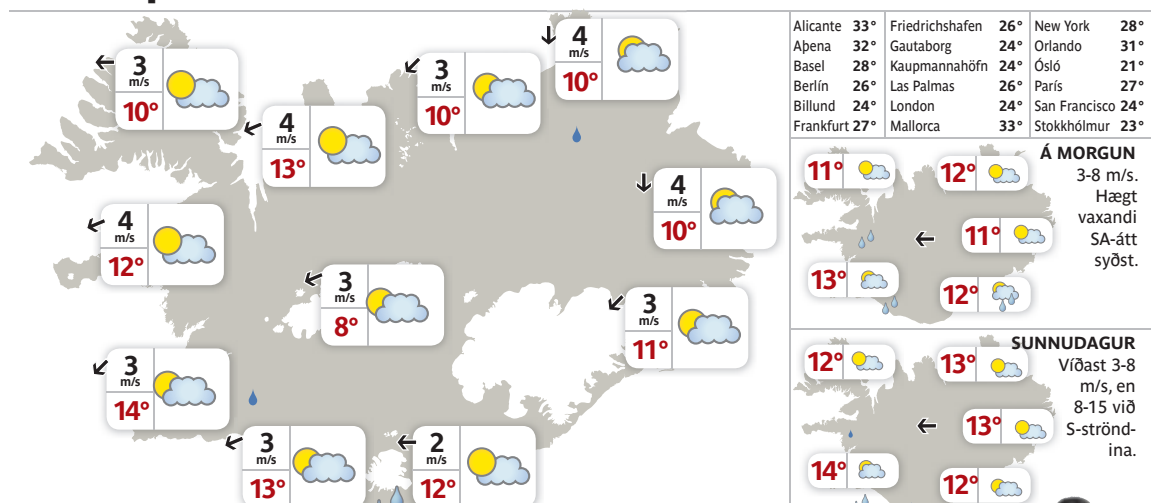 3
m/s
10°
4
m/s
13°
3
m/s
10°
4
m/s
10°
4
m/s
12°
4
m/s
10°
3
m/s
8°
3
m/s
11°
3
m/s
14°
3
m/s
13°
2
m/s
12°
Alicante 33°
Aþena 32°
Basel 28°
Berlín 26°
Billund 24°
Frankfurt 27°
Friedrichshafen 26°
Gautaborg 24°
Kaupmannahöfn 24°
Las Palmas 26°
London 24°
Mallorca 33°
New York 28°
Orlando 31°
Ósló 21°
París 27°
San Francisco 24°
Stokkhólmur 23°
Á MORGUN
3-8 m/s.
Hægt
vaxandi
SA-átt
syðst.
11°
12°
11°
13°
12°
SUNNUDAGUR
Víðast 3-8
m/s, en
8-15 við
S-strönd-
ina.
12°
13°
13°
14°
12°